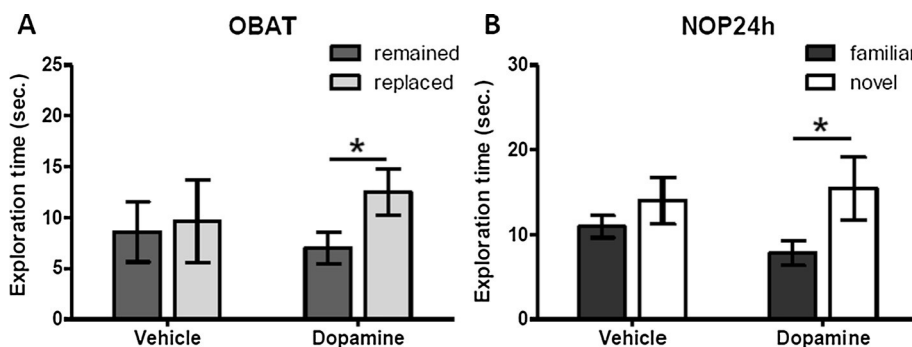 A
OBAT
remained
replaced
Exploration time (sec.)
25
20
15
10
5
0
*
Vehicle
Dopamine
B
NOP24h
familiar
novel
Exploration time (sec.)
30
20
10
0
*
Vehicle
Dopamine